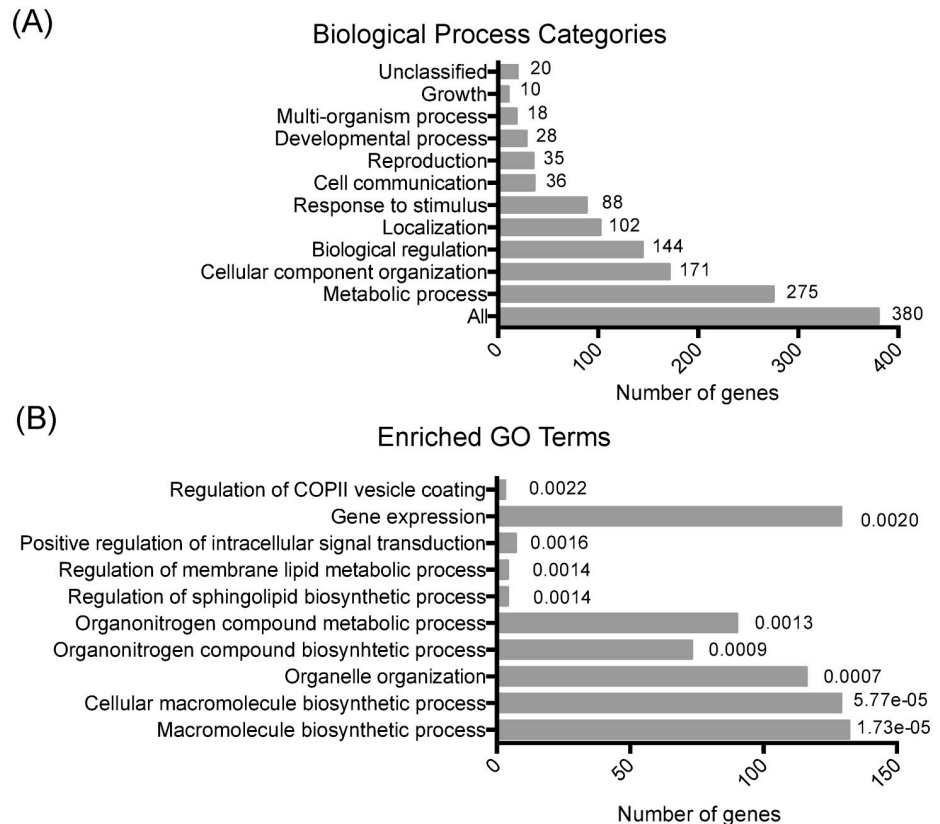 (A)
Biological Process Categories
Unclassified 20
Growth 10
Multi-organism process 18
Developmental process 28
Reproduction 35
Cell communication 36
Response to stimulus 88
Localization 102
Biological regulation 144
Cellular component organization 171
Metabolic process 275
All 380
0 100 200 300 400
Number of genes
(B)
Enriched GO Terms
Regulation of COPII vesicle coating 0.0022
Gene expression 0.0020
Positive regulation of intracellular signal transduction 0.0016
Regulation of membrane lipid metabolic process 0.0014
Regulation of sphingolipid biosynthetic process 0.0014
Organonitrogen compound metabolic process 0.0013
Organonitrogen compound biosynhtetic process 0.0009
Organelle organization 0.0007
Cellular macromolecule biosynthetic process 5.77e-05
Macromolecule biosynthetic process 1.73e-05
0 50 100 150
Number of genes